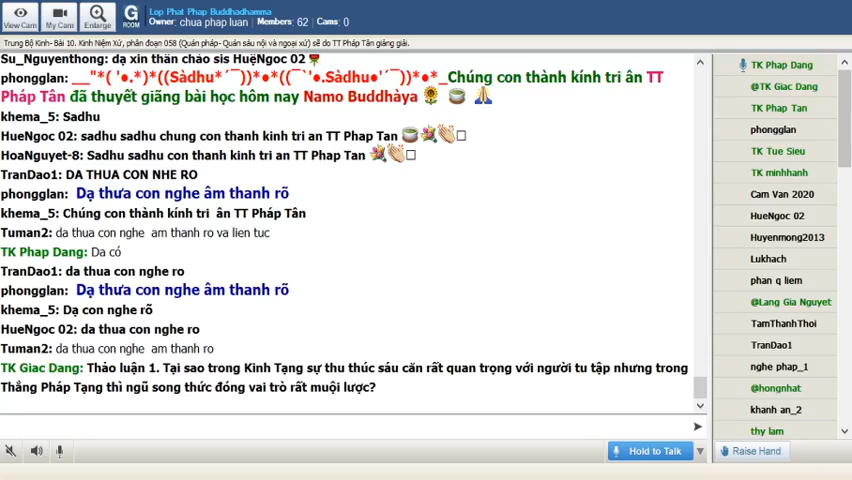 Lop Phat Phap Buddhadhamma
Owner: chua phap luan Members: 62 Cams: 0
View Cam My Cam Enlarge G ROOM
Trung Bộ Kinh- Bài 10. Kinh Niệm Xứ, phân đoạn 058 (Quán pháp- Quán sáu nội và ngoại xứ) sẽ do TT Pháp Tân giảng giải.
Su_Nguyenthong: dạ xin thân chào sis HuệNgoc 02
phongglan: __"*( '●.*)*((Sàdhu*´¯`))*●*((¯`'●.Sàdhu●'´¯))*●*_Chúng con thành kính tri ân TT
Pháp Tân đã thuyết giãng bài học hôm nay Namo Buddhàya
khema_5: Sadhu
HueNgoc 02: sadhu sadhu chung con thanh kinh tri an TT Phap Tan
HoaNguyet-8: Sadhu sadhu con thanh kinh tri an TT Phap Tan
TranDao1: DA THUA CON NHE RO
phongglan: Dạ thưa con nghe âm thanh rõ
khema_5: Chúng con thành kính tri ân TT Pháp Tân
Tuman2: da thua con nghe am thanh ro va lien tuc
TK Phap Dang: Da có
TranDao1: da thua con nghe ro
phongglan: Dạ thưa con nghe âm thanh rõ
khema_5: Dạ con nghe rõ
HueNgoc 02: da thua con nghe ro
Tuman2: da thua con nghe am thanh ro
TK Giac Dang: Thảo luận 1. Tại sao trong Kinh Tạng sự thu thúc sáu căn rất quan trọng với người tu tập nhưng trong
Thắng Pháp Tạng thì ngũ song thức đóng vai trò rất muội lược?
Hold to Talk
TK Phap Dang
@TK Giac Dang
TK Phap Tan
phongglan
TK Tue Sieu
TK minhhanh
Cam Van 2020
HueNgoc 02
Huyenmong2013
Lukhach
phan q liem
@Lang Gia Nguyet
TamThanhThoi
TranDao1
nghe phap_1
@hongnhat
khanh an_2
thy lam
Raise Hand